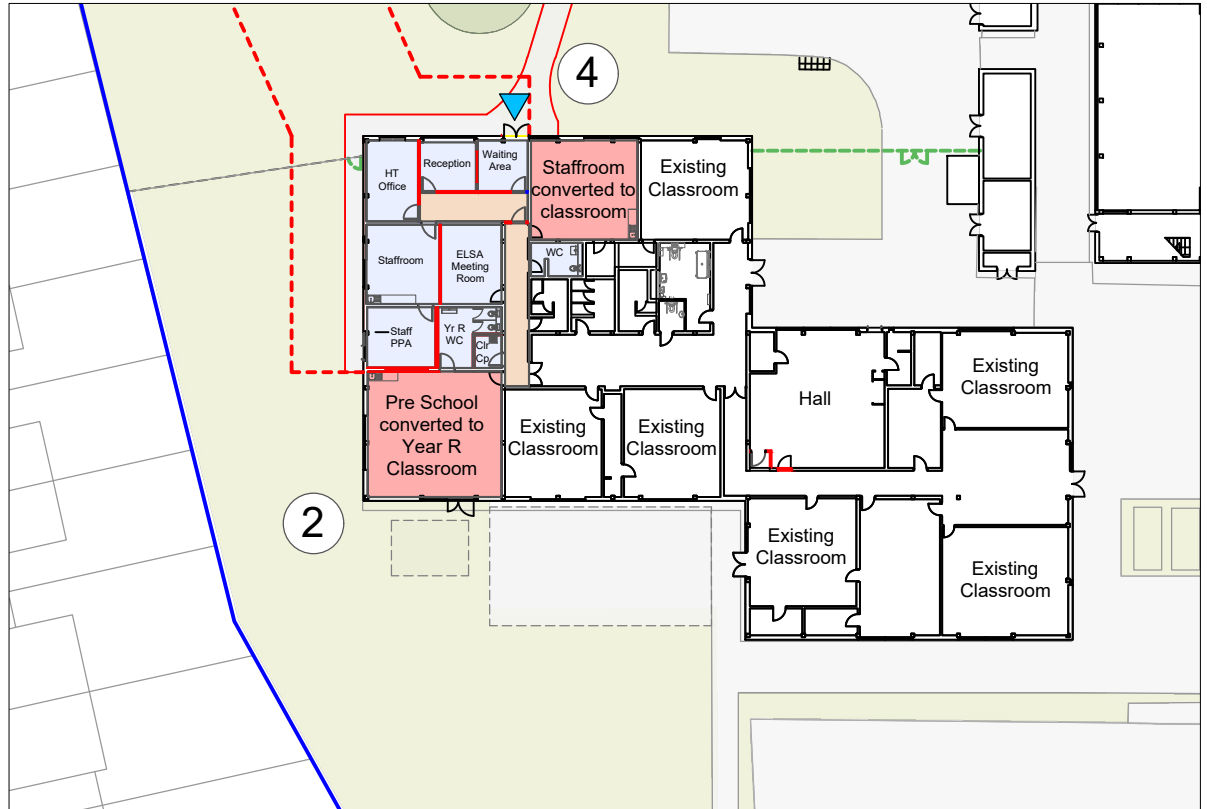 4
HT
Office
Reception
Waiting
Area
Staffroom
converted to
classroom
Existing
Classroom
Staffroom
ELSA
Meeting
Room
WC
Staff
PPA
Yr R
WC
Clr
Cp
Pre School
converted to
Year R
Classroom
Existing
Classroom
Existing
Classroom
Hall
Existing
Classroom
2
Existing
Classroom
Existing
Classroom